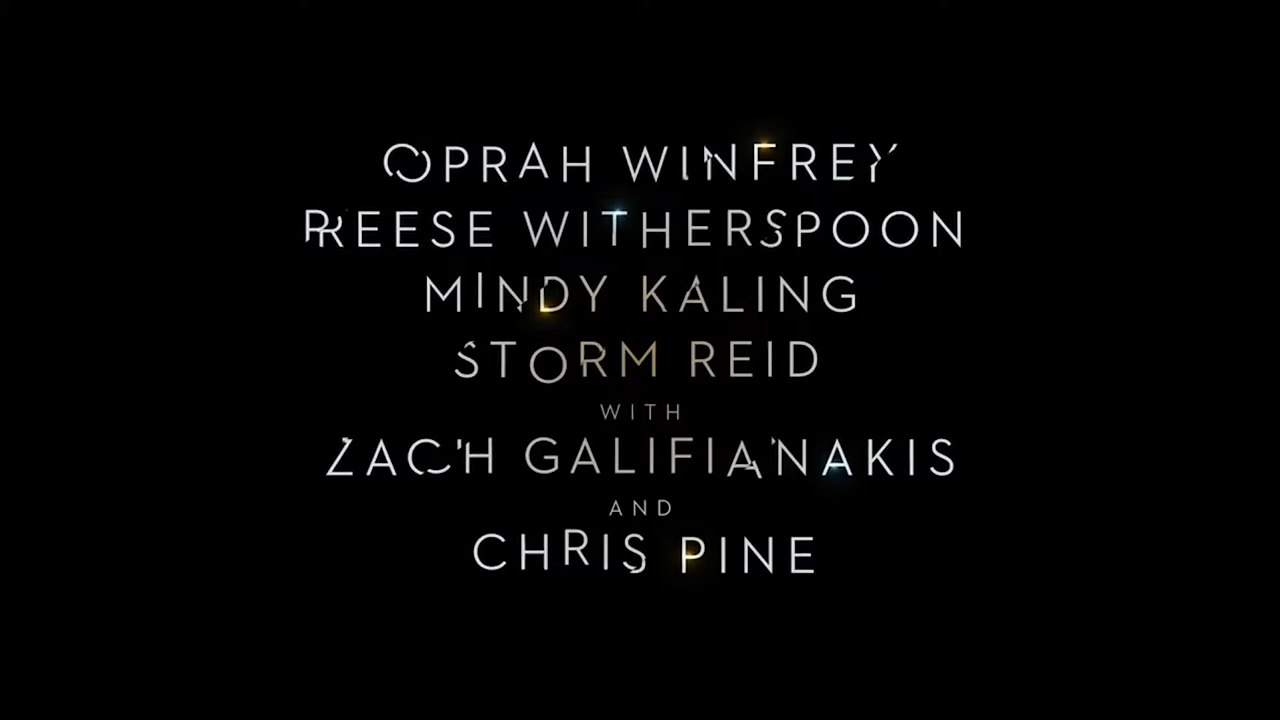 OPRAH WINFREY
REESE WITHERSPOON
MINDY KALING
STORM REID
WITH
ZACH GALIFIANAKIS
AND
CHRIS PINE